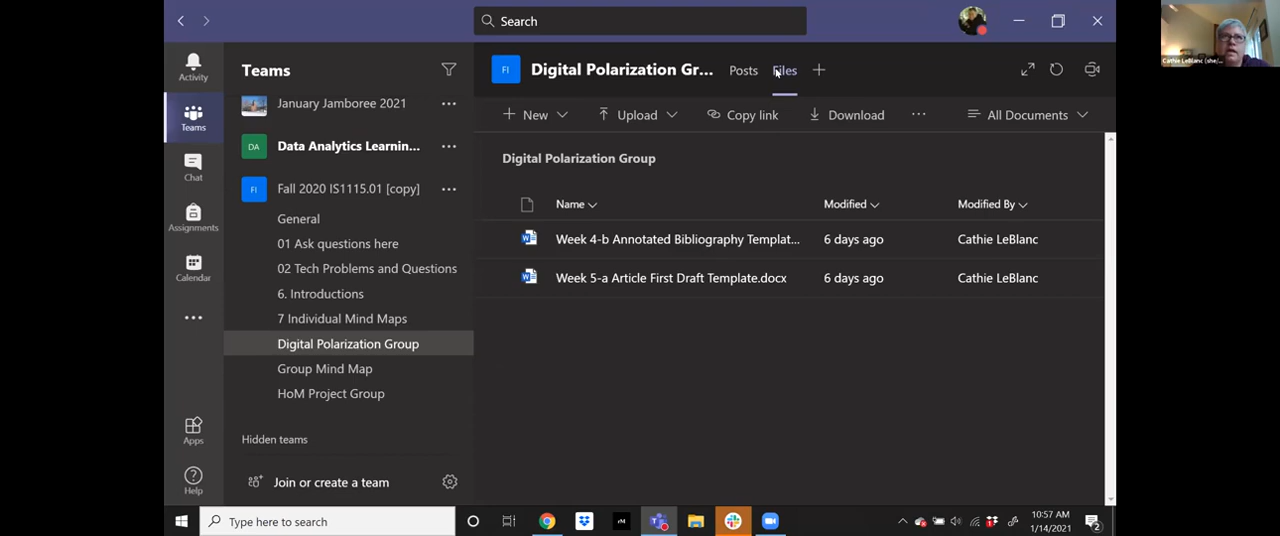 Search
Activity
Teams
Chat
Assignments
Calendar
Apps
Help
Teams
January Jamboree 2021
DA
Data Analytics Learnin...
FI
Fall 2020 IS1115.01 [copy]
General
01 Ask questions here
02 Tech Problems and Questions
6. Introductions
7 Individual Mind Maps
Digital Polarization Group
Group Mind Map
HoM Project Group
Hidden teams
Join or create a team
FI
Digital Polarization Gr...
Posts
Files
New
Upload
Copy link
Download
All Documents
Digital Polarization Group
Name
Modified
Modified By
Week 4-b Annotated Bibliography Templat...
6 days ago
Cathie LeBlanc
Week 5-a Article First Draft Template.docx
6 days ago
Cathie LeBlanc
Cathie LeBlanc (she/...
Type here to search
10:57 AM
1/14/2021
2